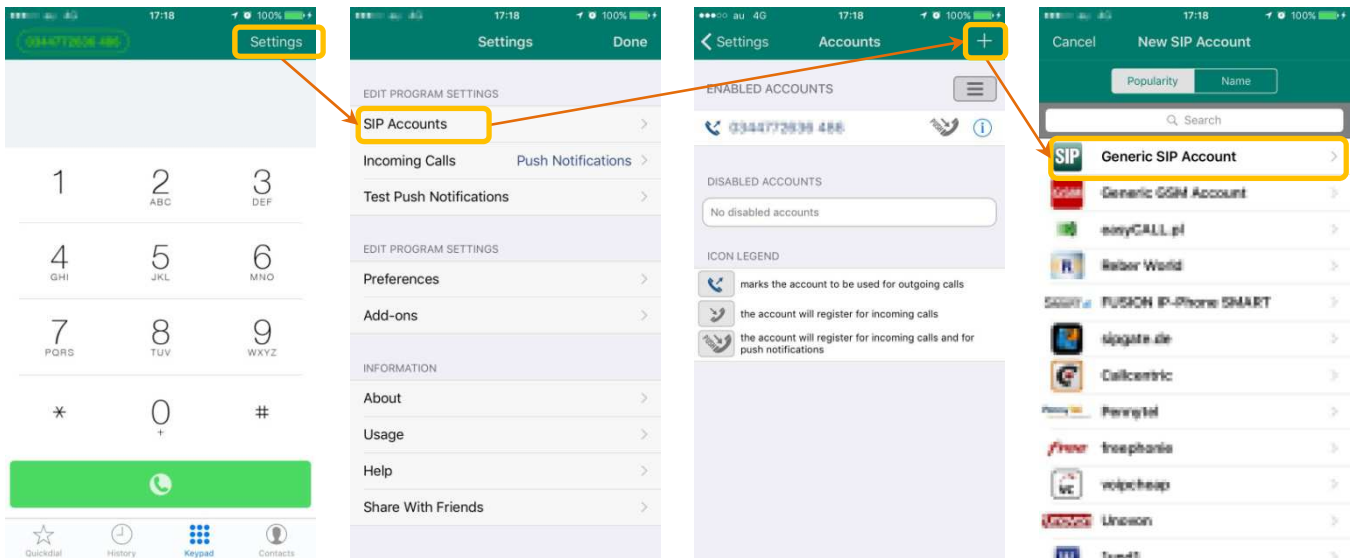 17:18
100%
Settings
1
2
ABC
3
DEF
4
GHI
5
JKL
6
MNO
7
PQRS
8
TUV
9
WXYZ
*
0
+
#
Quickdial
History
Keypad
Contacts
17:18
100%
Settings
Done
EDIT PROGRAM SETTINGS
SIP Accounts
Incoming Calls
Push Notifications
Test Push Notifications
EDIT PROGRAM SETTINGS
Preferences
Add-ons
INFORMATION
About
Usage
Help
Share With Friends
au 4G
17:18
100%
Settings
Accounts
+
ENABLED ACCOUNTS
DISABLED ACCOUNTS
No disabled accounts
ICON LEGEND
marks the account to be used for outgoing calls
the account will register for incoming calls
the account will register for incoming calls and for
push notifications
17:18
100%
Cancel
New SIP Account
Popularity
Name
Search
SIP
Generic SIP Account
Generic GSM Account
easyCALL.pl
FUSION IP-Phone SMART
sipgate.de
Callcentric
Pennytel
freephonie
voipcheap